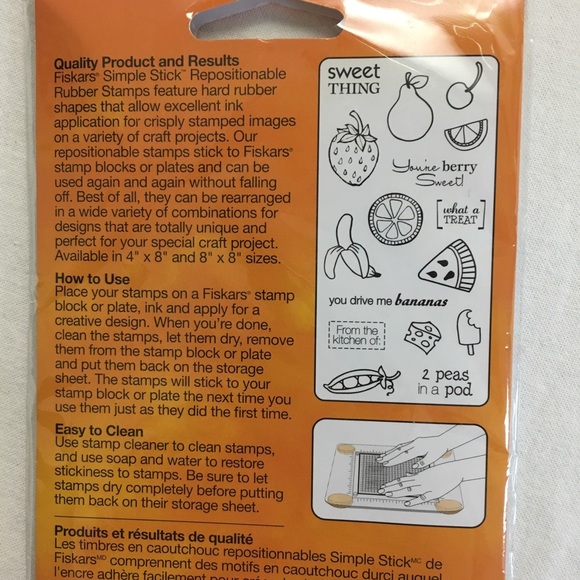 Quality Product and Results
Fiskars® Simple Stick™ Repositionable
Rubber Stamps feature hard rubber
shapes that allow excellent ink
application for crisply stamped images
on a variety of craft projects. Our
repositionable stamps stick to Fiskars®
stamp blocks or plates and can be
used again and again without falling
off. Best of all, they can be rearranged
in a wide variety of combinations for
designs that are totally unique and
perfect for your special craft project.
Available in 4" x 8" and 8" x 8" sizes.
How to Use
Place your stamps on a Fiskars® stamp
block or plate, ink and apply for a
creative design. When you're done,
clean the stamps, let them dry, remove
them from the stamp block or plate
and put them back on the storage
sheet. The stamps will stick to your
stamp block or plate the next time you
use them just as they did the first time.
Easy to Clean
Use stamp cleaner to clean stamps,
and use soap and water to restore
stickiness to stamps. Be sure to let
stamps dry completely before putting
them back on their storage sheet.
Produits et résultats de qualité
Les timbres en caoutchouc repositionnables Simple Stick MC de
Fiskars MD comprennent des motifs en caoutchouc durci auquel
l'encre adhère facilement pour
sweet
THING
You're berry
Sweet!
what a
TREAT
you drive me bananas
From the
kitchen of:
2 peas
in a pod